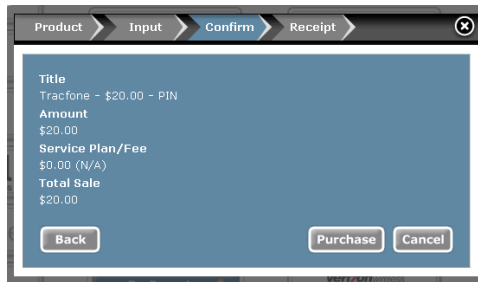 Product Input Confirm Receipt
Title
Tracfone - $20.00 - PIN
Amount
$20.00
Service Plan/Fee
$0.00 (N/A)
Total Sale
$20.00
Back Purchase Cancel
verizon wireless